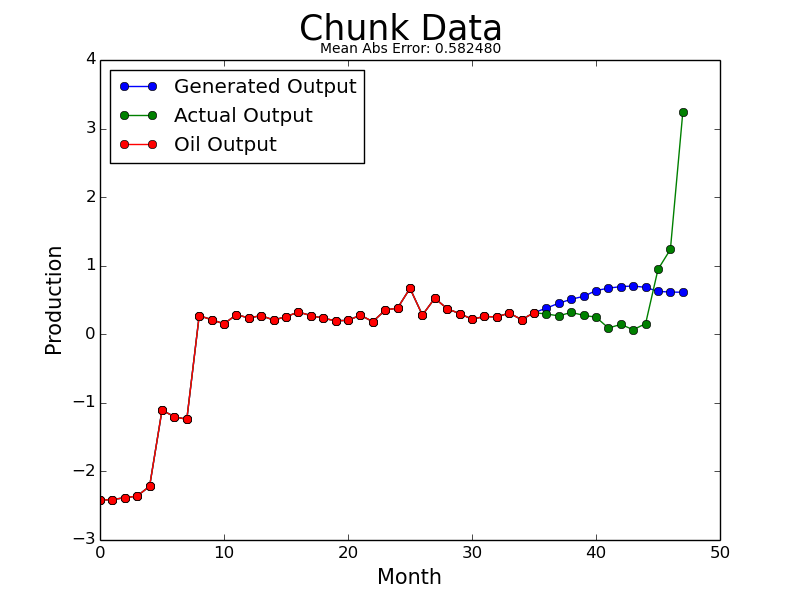 Chunk Data
Mean Abs Error: 0.582480
Generated Output
Actual Output
Oil Output
4
3
2
1
0
−1
−2
−3
Production
0 10 20 30 40 50
Month